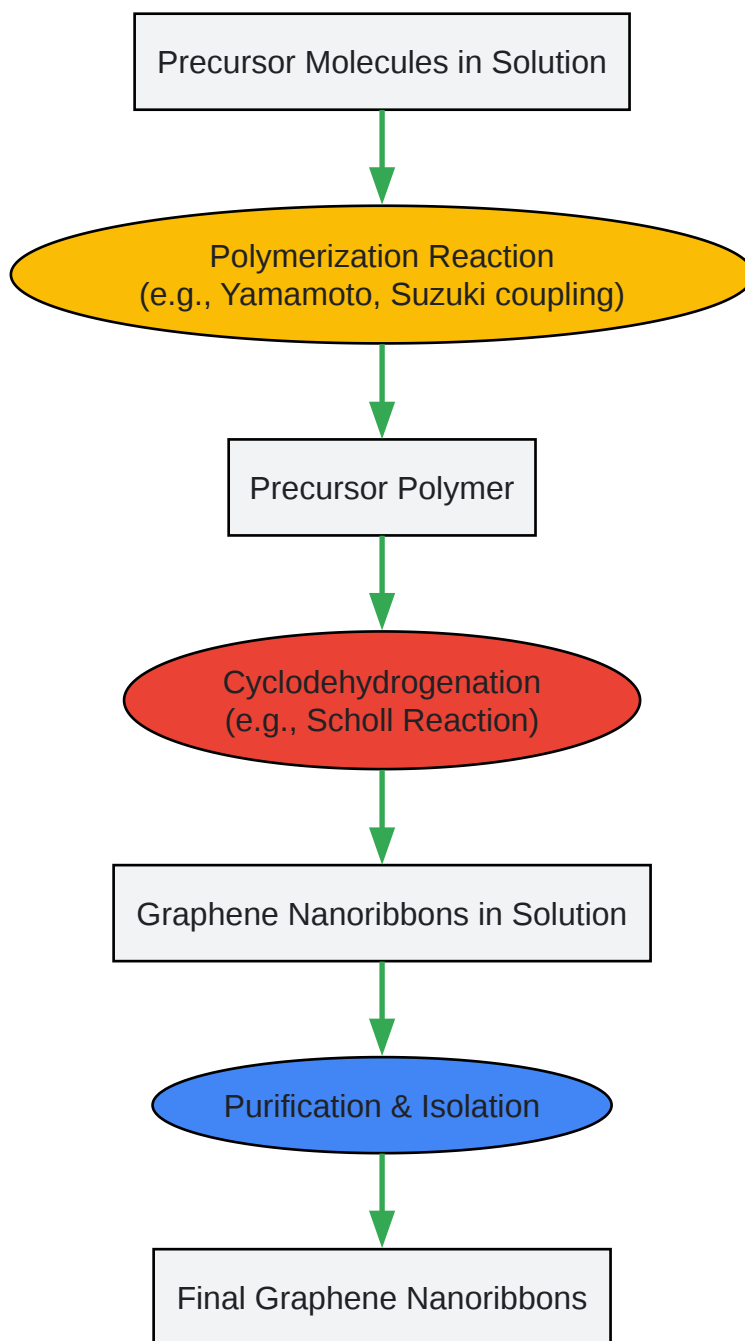 Precursor Molecules in Solution
Polymerization Reaction
(e.g., Yamamoto, Suzuki coupling)
Precursor Polymer
Cyclodehydrogenation
(e.g., Scholl Reaction)
Graphene Nanoribbons in Solution
Purification & Isolation
Final Graphene Nanoribbons